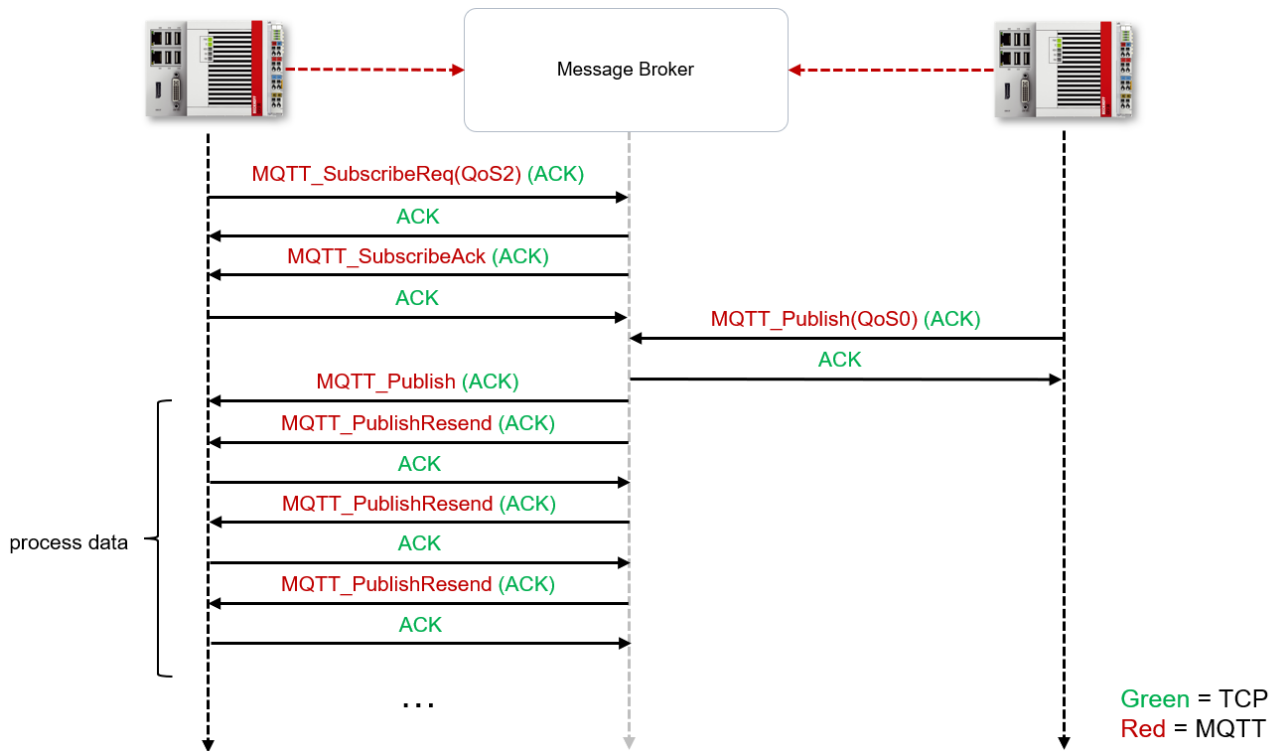 Message Broker
MQTT_SubscribeReq(QoS2) (ACK)
ACK
MQTT_SubscribeAck (ACK)
ACK
MQTT_Publish(QoS0) (ACK)
ACK
MQTT_Publish (ACK)
MQTT_PublishResend (ACK)
ACK
MQTT_PublishResend (ACK)
process data
ACK
MQTT_PublishResend (ACK)
ACK
...
Green = TCP
Red = MQTT